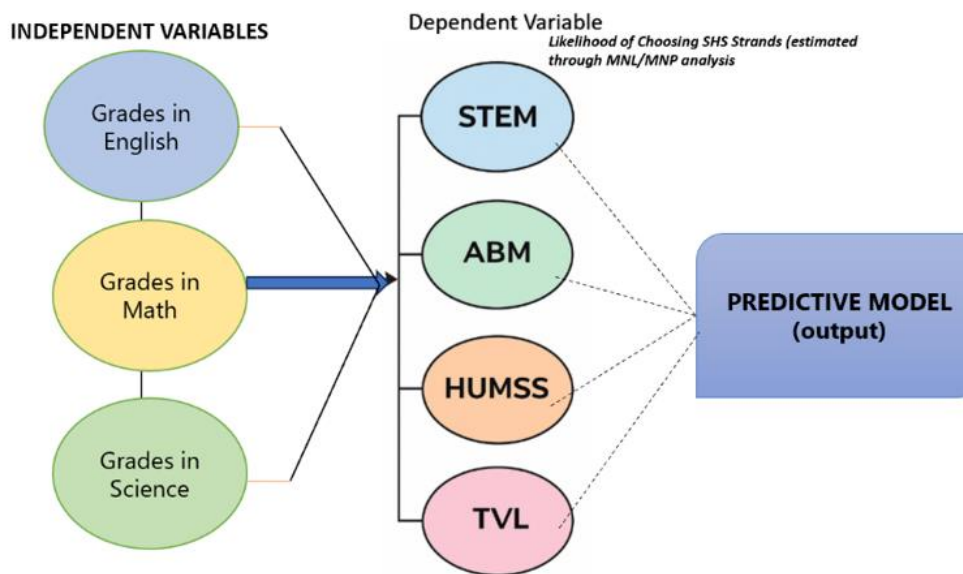 INDEPENDENT VARIABLES
Grades in
English
Grades in
Math
Grades in
Science
Dependent Variable
Likelihood of Choosing SHS Strands (estimated
through MNL/MNP analysis
STEM
ABM
HUMSS
TVL
PREDICTIVE MODEL
(output)